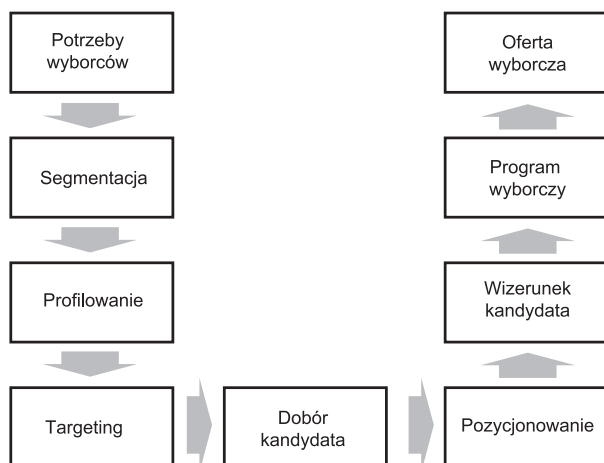 Potrzeby
wyborców
Segmentacja
Profilowanie
Targeting
Dobór
kandydata
Pozycjonowanie
Wizerunek
kandydata
Program
wyborczy
Oferta
wyborcza